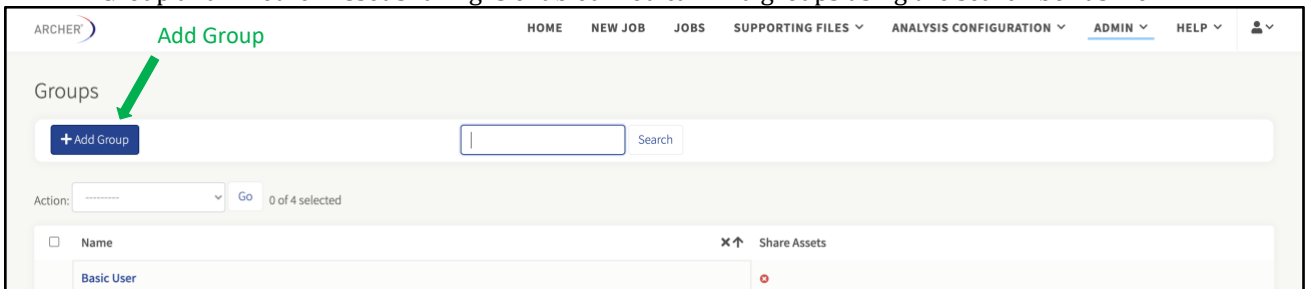 ARCHER
Add Group
HOME NEW JOB JOBS SUPPORTING FILES ANALYSIS CONFIGURATION ADMIN HELP
Groups
+ Add Group
Search
Action: --------- Go 0 of 4 selected
Name Share Assets
Basic User